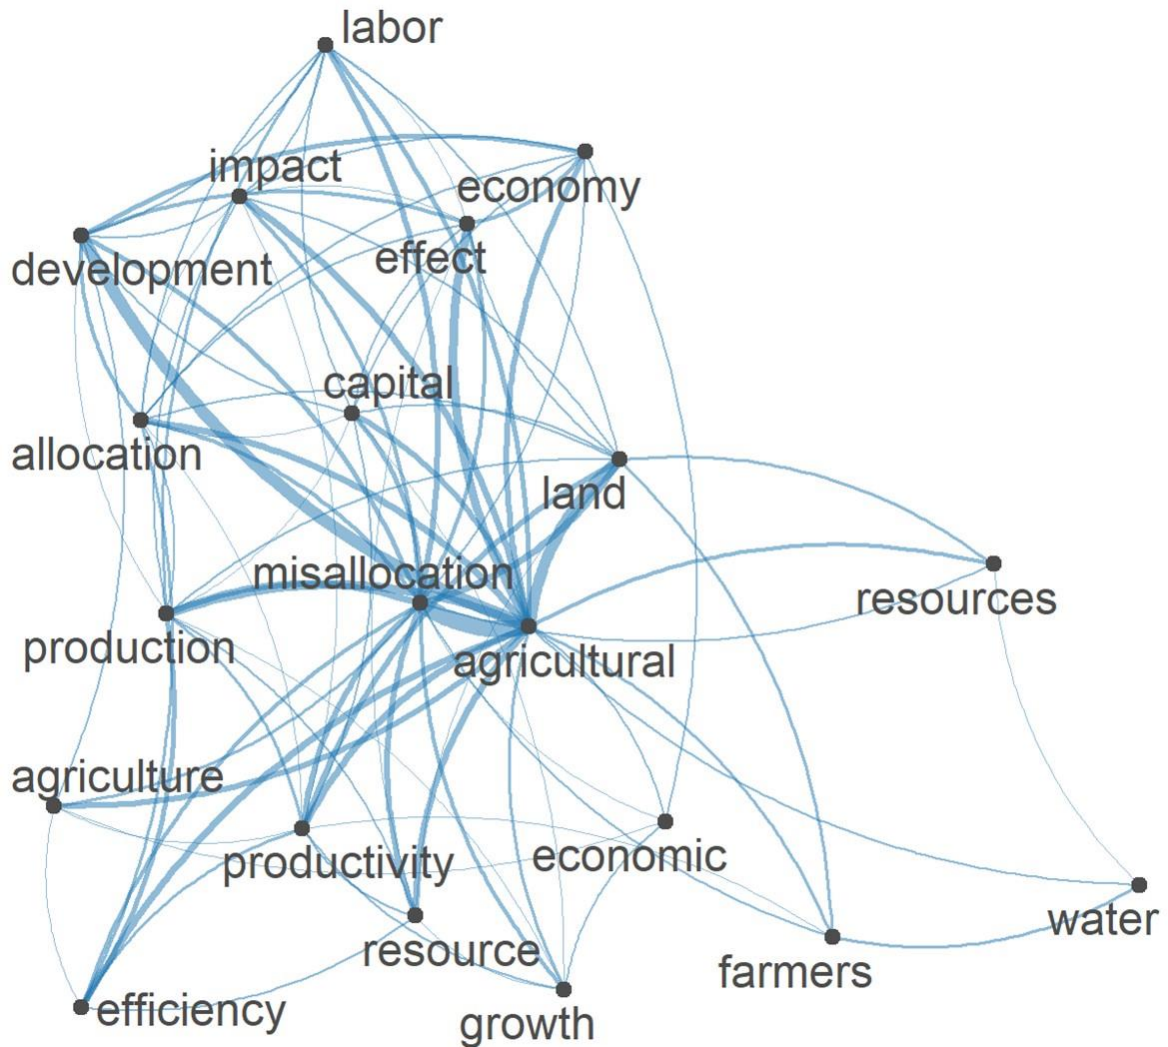 labor
impact
economy
effect
development
capital
allocation
land
misallocation
resources
production
agricultural
agriculture
productivity
economic
water
resource
farmers
efficiency
growth